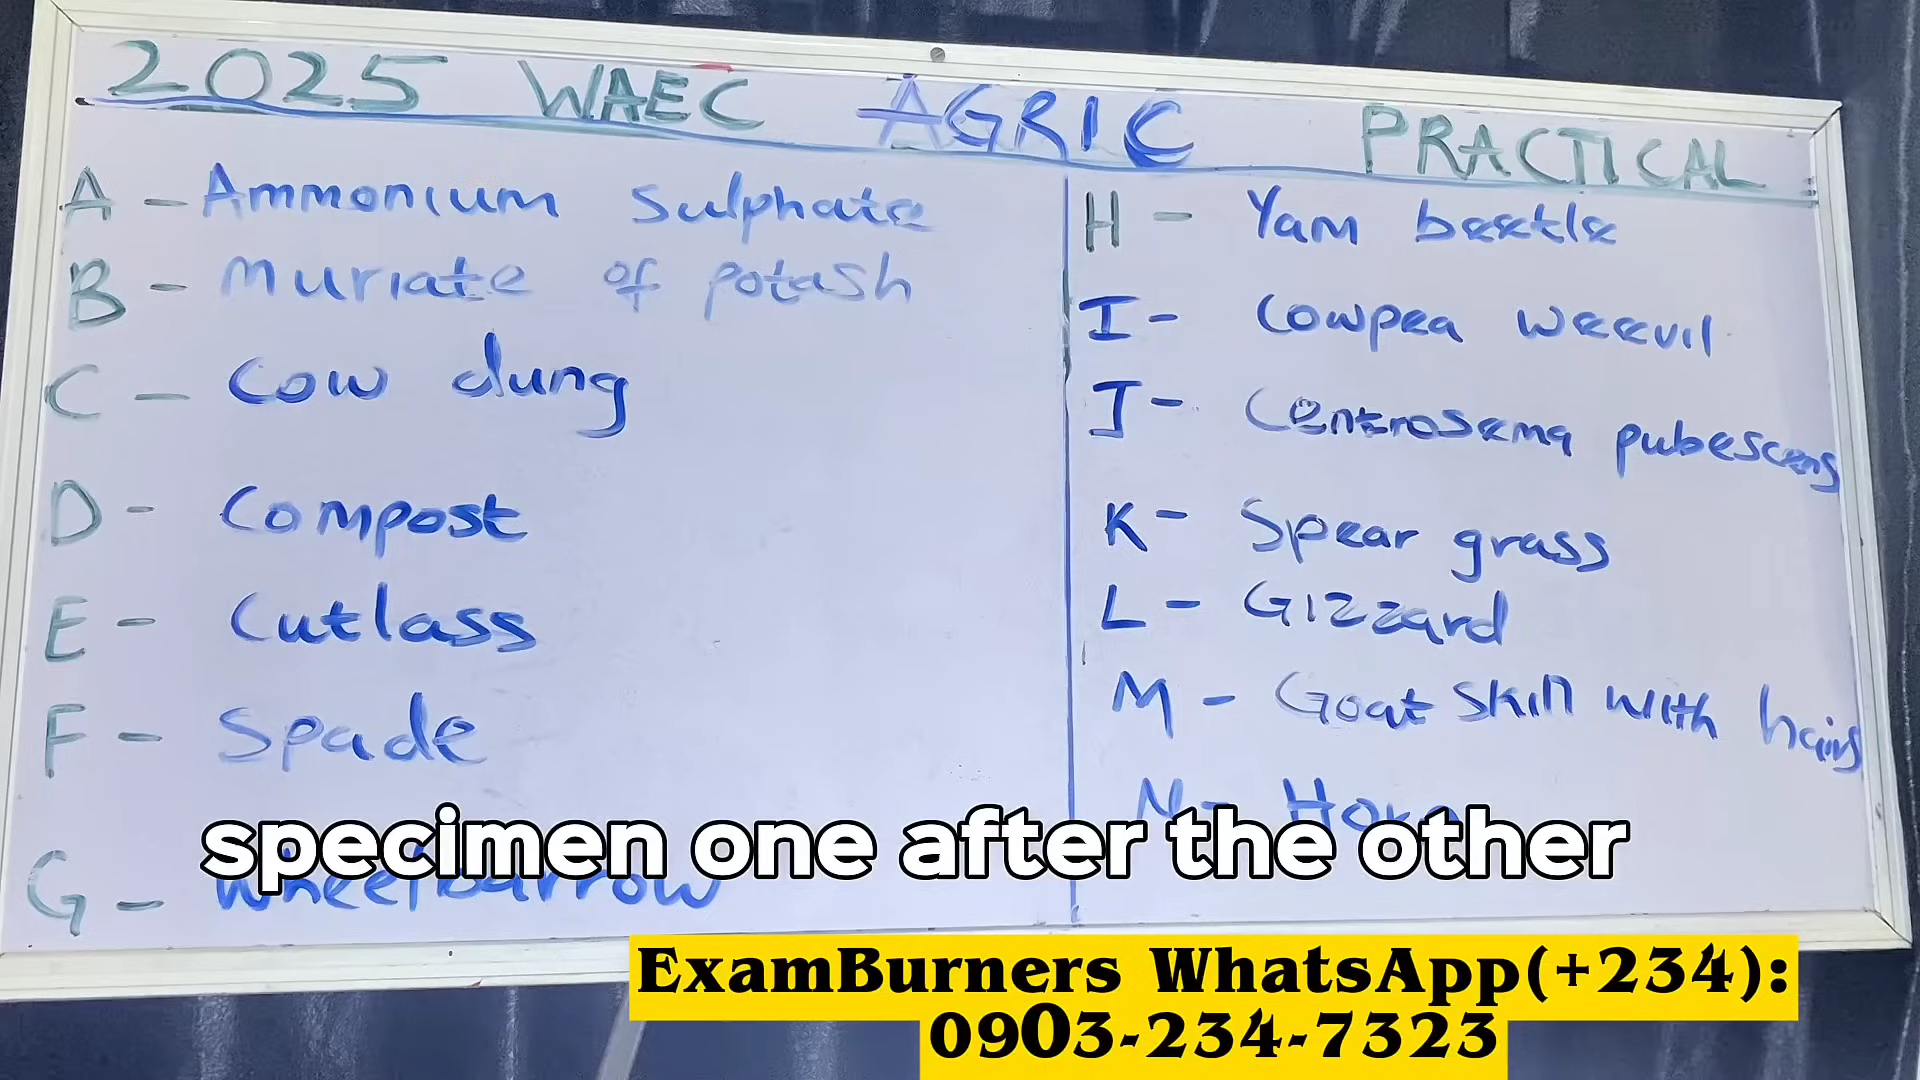 2025 WAEC AGRIC PRACTICAL
A - Ammonium Sulphate
B - Muriate of potash
C - Cow dung
D - Compost
E - Cutlass
F - Spade
G - Wheelbarrow
H - Yam beetle
I - Cowpea weevil
J - Centrosema pubescens
K - Spear grass
L - Gizzard
M - Goat skin with hairs
N - Horn
specimen one after the other
ExamBurners WhatsApp(+234):
0903-234-7323